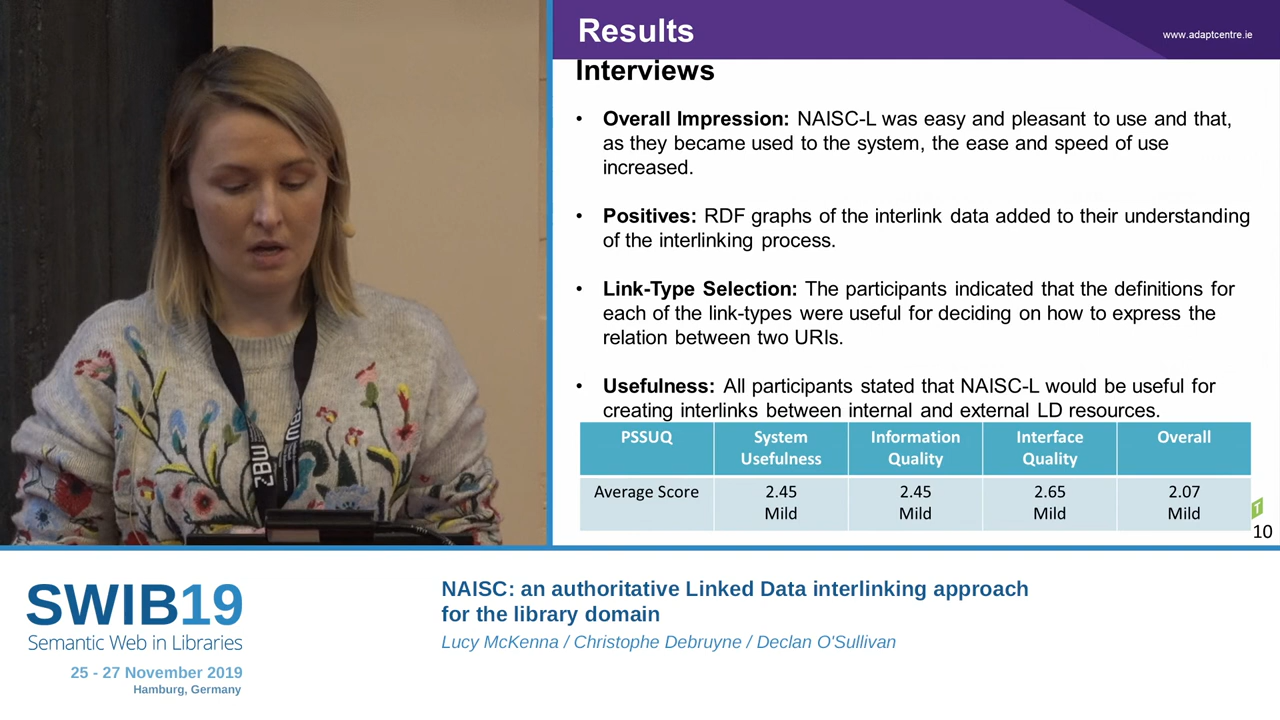 Results
www.adaptcentre.ie
Interviews
• Overall Impression: NAISC-L was easy and pleasant to use and that,
as they became used to the system, the ease and speed of use
increased.
• Positives: RDF graphs of the interlink data added to their understanding
of the interlinking process.
• Link-Type Selection: The participants indicated that the definitions for
each of the link-types were useful for deciding on how to express the
relation between two URIs.
• Usefulness: All participants stated that NAISC-L would be useful for
creating interlinks between internal and external LD resources.
PSSUQ System Usefulness Information Quality Interface Quality Overall
Average Score 2.45 Mild 2.45 Mild 2.65 Mild 2.07 Mild
T
10
ZBW
SWIB19
Semantic Web in Libraries
25 - 27 November 2019
Hamburg, Germany
NAISC: an authoritative Linked Data interlinking approach
for the library domain
Lucy McKenna / Christophe Debruyne / Declan O'Sullivan